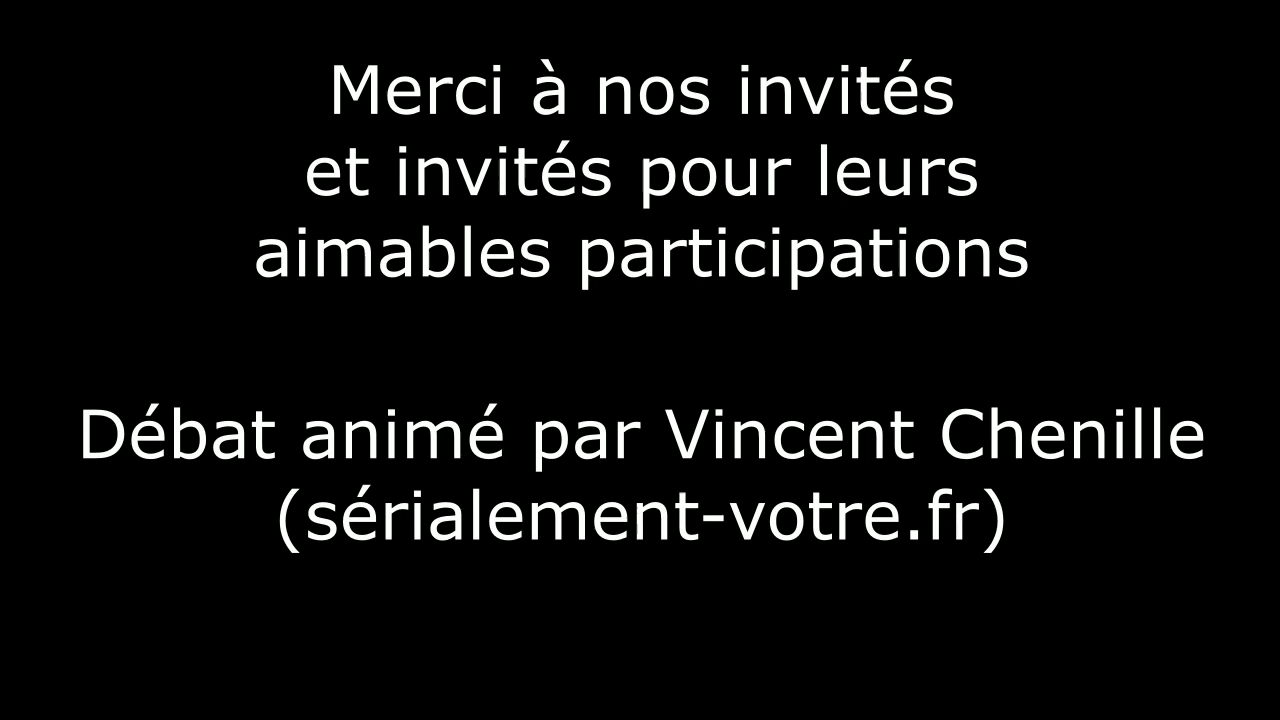 Merci à nos invités
et invités pour leurs
aimables participations
Débat animé par Vincent Chenille
(sérialement-votre.fr)